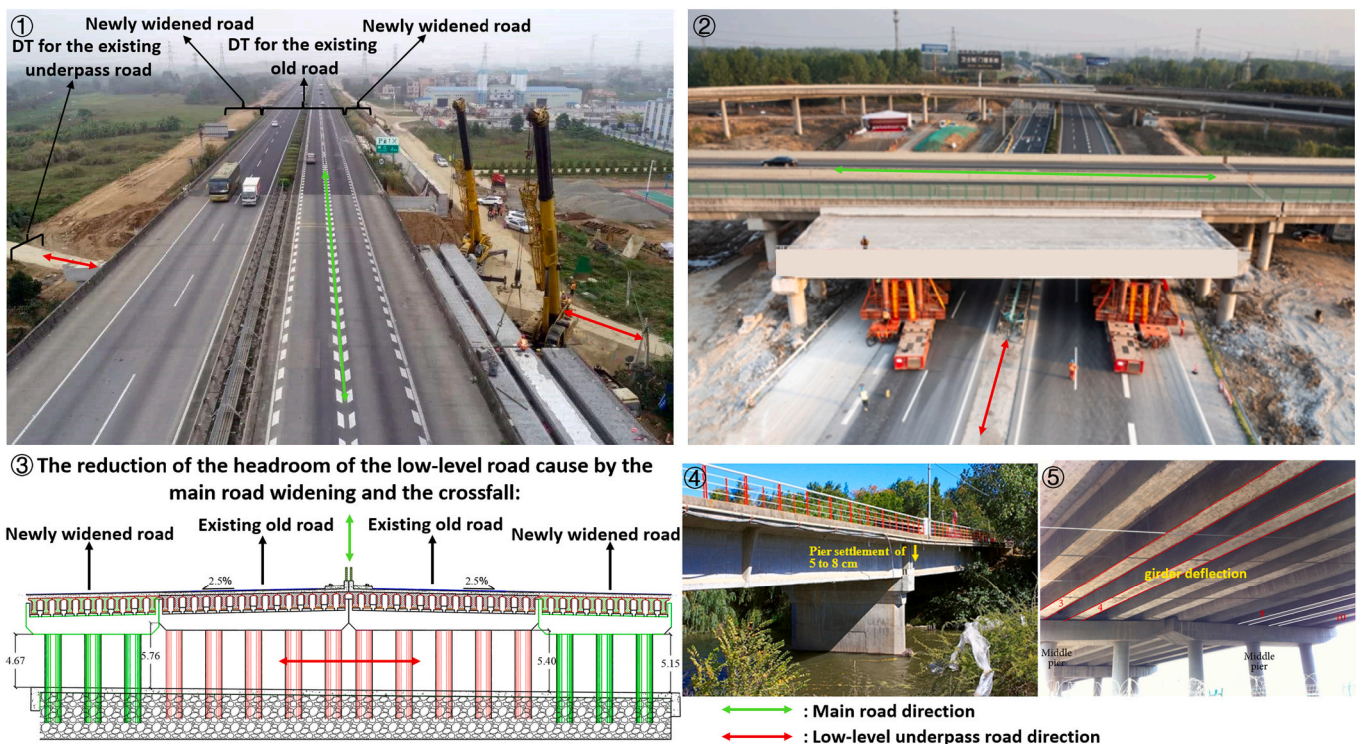 ①
Newly widened road
Newly widened road
DT for the existing
underpass road
DT for the existing
old road
②
③ The reduction of the headroom of the low-level road cause by the
main road widening and the crossfall:
Newly widened road
Existing old road
Existing old road
Newly widened road
2.5%
2.5%
4.67
5.76
5.40
5.15
④
Pier settlement of
5 to 8 cm
⑤
girder deflection
3
4
Middle
pier
Middle
pier
: Main road direction
: Low-level underpass road direction